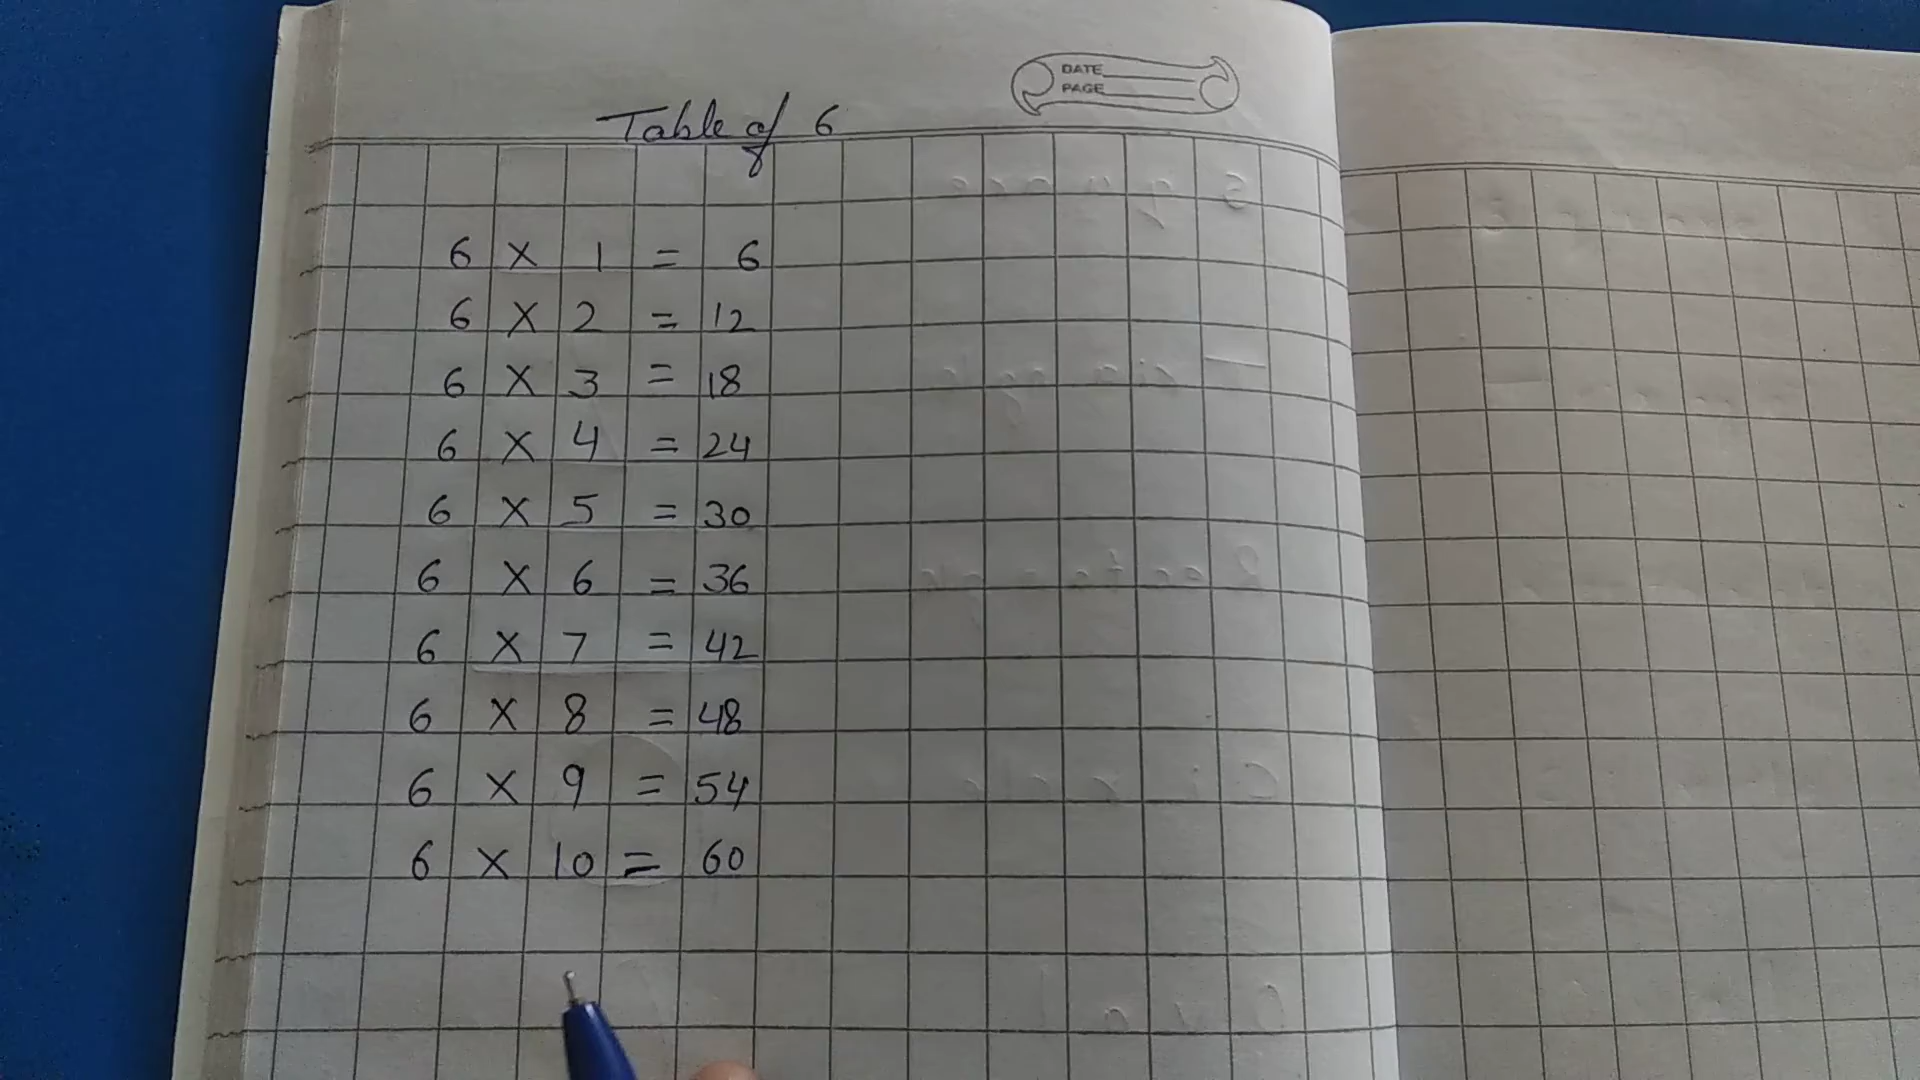 DATE
PAGE
Table of 6
6 X 1 = 6
6 X 2 = 12
6 X 3 = 18
6 X 4 = 24
6 X 5 = 30
6 X 6 = 36
6 X 7 = 42
6 X 8 = 48
6 X 9 = 54
6 X 10 = 60